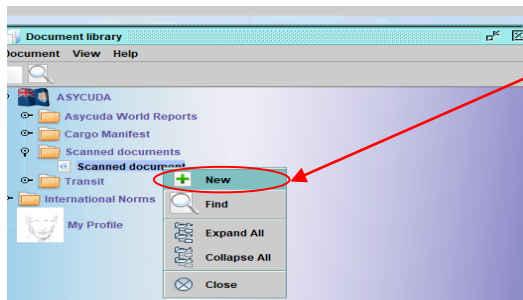 Document library
Document View Help
ASYCUDA
Asycuda World Reports
Cargo Manifest
Scanned documents
Scanned document
Transit
International Norms
My Profile
New
Find
Expand All
Collapse All
Close